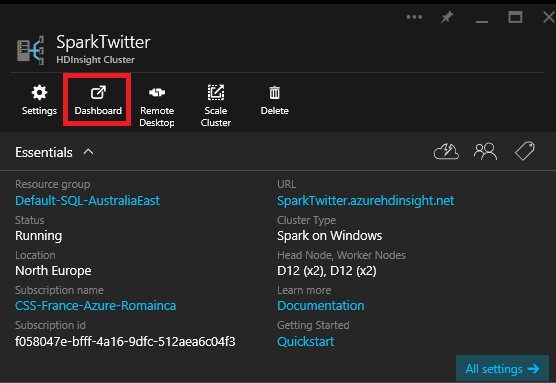 SparkTwitter
HDInsight Cluster
Settings
Dashboard
Remote Desktop
Scale Cluster
Delete
Essentials
Resource group
Default-SQL-AustraliaEast
Status
Running
Location
North Europe
Subscription name
CSS-France-Azure-Romainca
Subscription id
f058047e-bfff-4a16-9dfc-512aea6c04f3
URL
SparkTwitter.azurehdinsight.net
Cluster Type
Spark on Windows
Head Node, Worker Nodes
D12 (x2), D12 (x2)
Learn more
Documentation
Getting Started
Quickstart
All settings